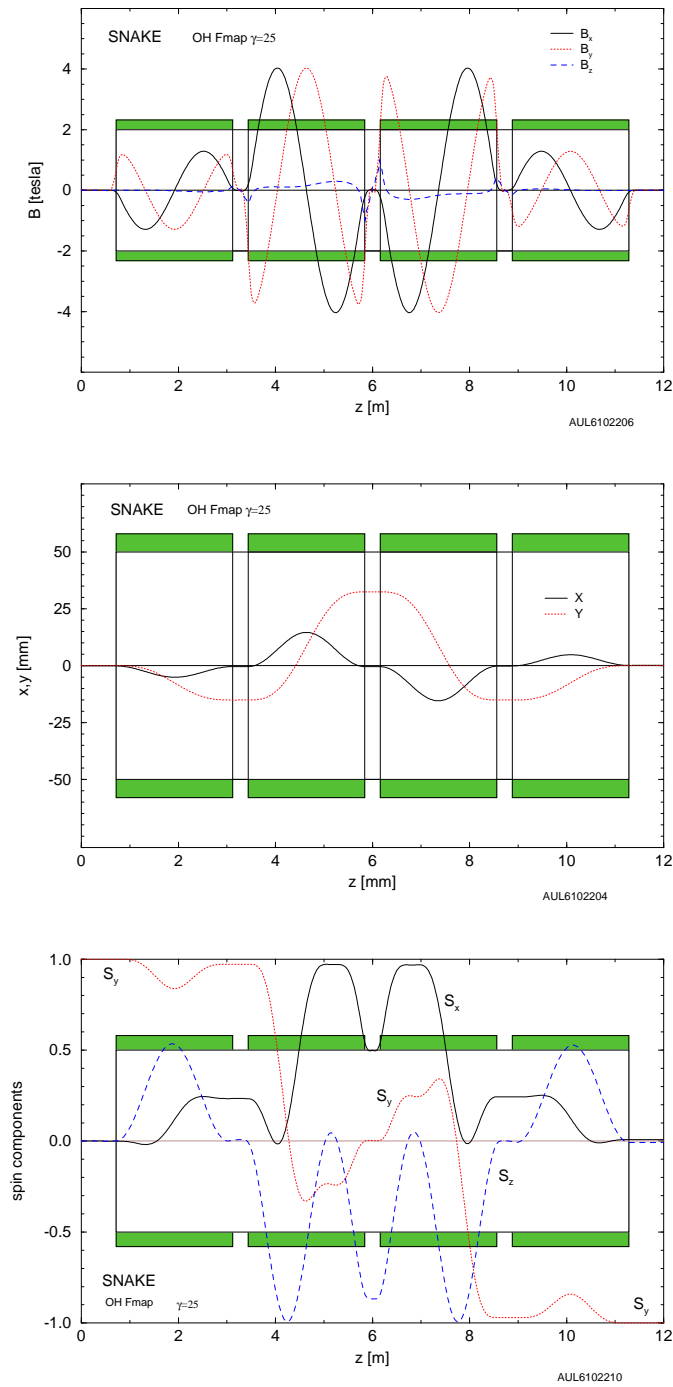 SNAKE OH Fmap γ=25
B_x
B_y
B_z
4
2
0
-2
-4
B [tesla]
0 2 4 6 8 10 12
z [m]
AUL6102206
SNAKE OH Fmap γ=25
50
25
0
-25
-50
x,y [mm]
X
Y
0 2 4 6 8 10 12
z [mm]
AUL6102204
1.0
0.5
0.0
-0.5
-1.0
spin components
S_y
S_x
S_y
S_z
SNAKE
OH Fmap γ=25
S_y
0 2 4 6 8 10 12
z [m]
AUL6102210